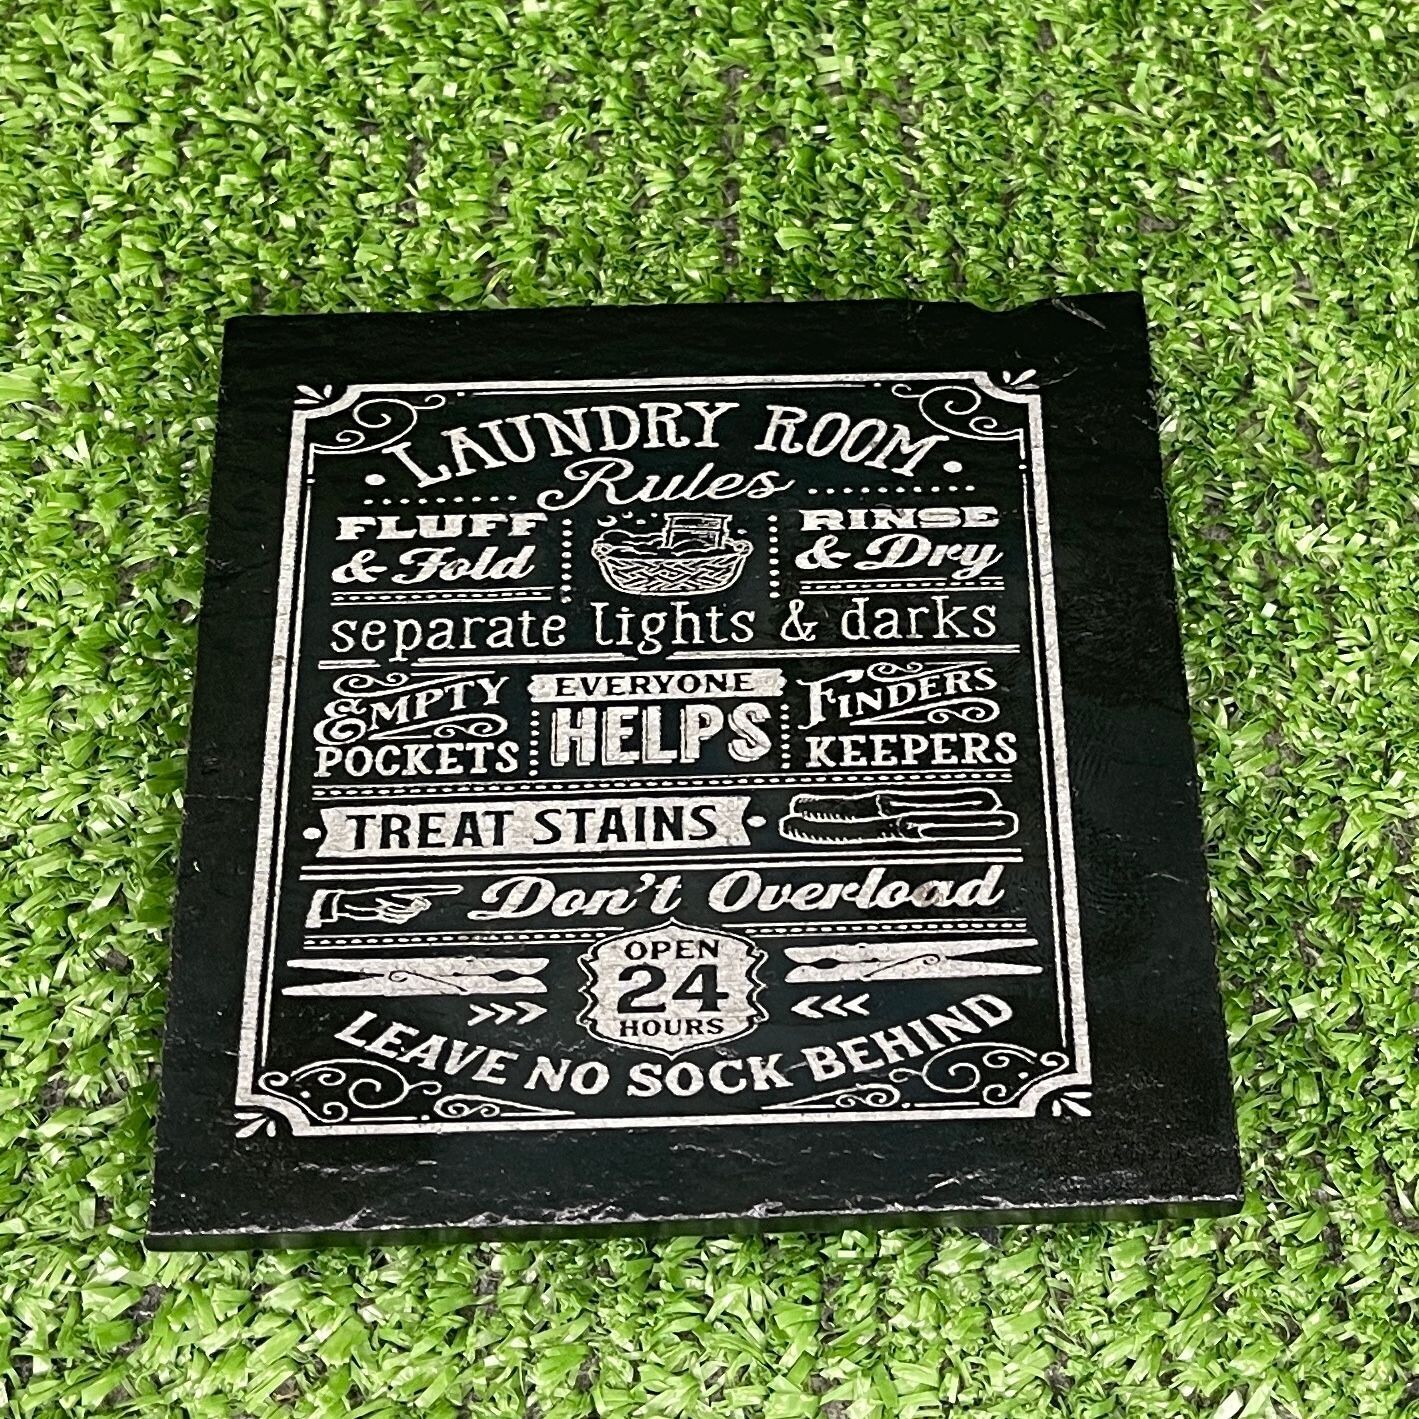 LAUNDRY ROOM
Rules
FLUFF
& Fold
RINSE
& Dry
separate lights & darks
EMPTY
POCKETS
EVERYONE
HELPS
FINDERS
KEEPERS
TREAT STAINS
Don't Overload
OPEN
24
HOURS
LEAVE NO SOCK BEHIND